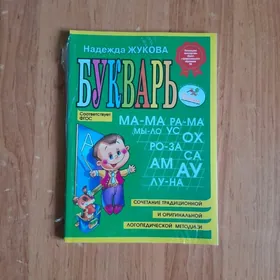 Надежда ЖУКОВА
БУКВАРЬ
Соответствует
ФГОС
МА-МА РА-МА
МЫ-ЛО УС ОХ
РО-ЗА
СА
АМ АУ
ЛУ-НА
А
СОЧЕТАНИЕ ТРАДИЦИОННОЙ
И ОРИГИНАЛЬНОЙ
ЛОГОПЕДИЧЕСКОЙ МЕТОДИКИ